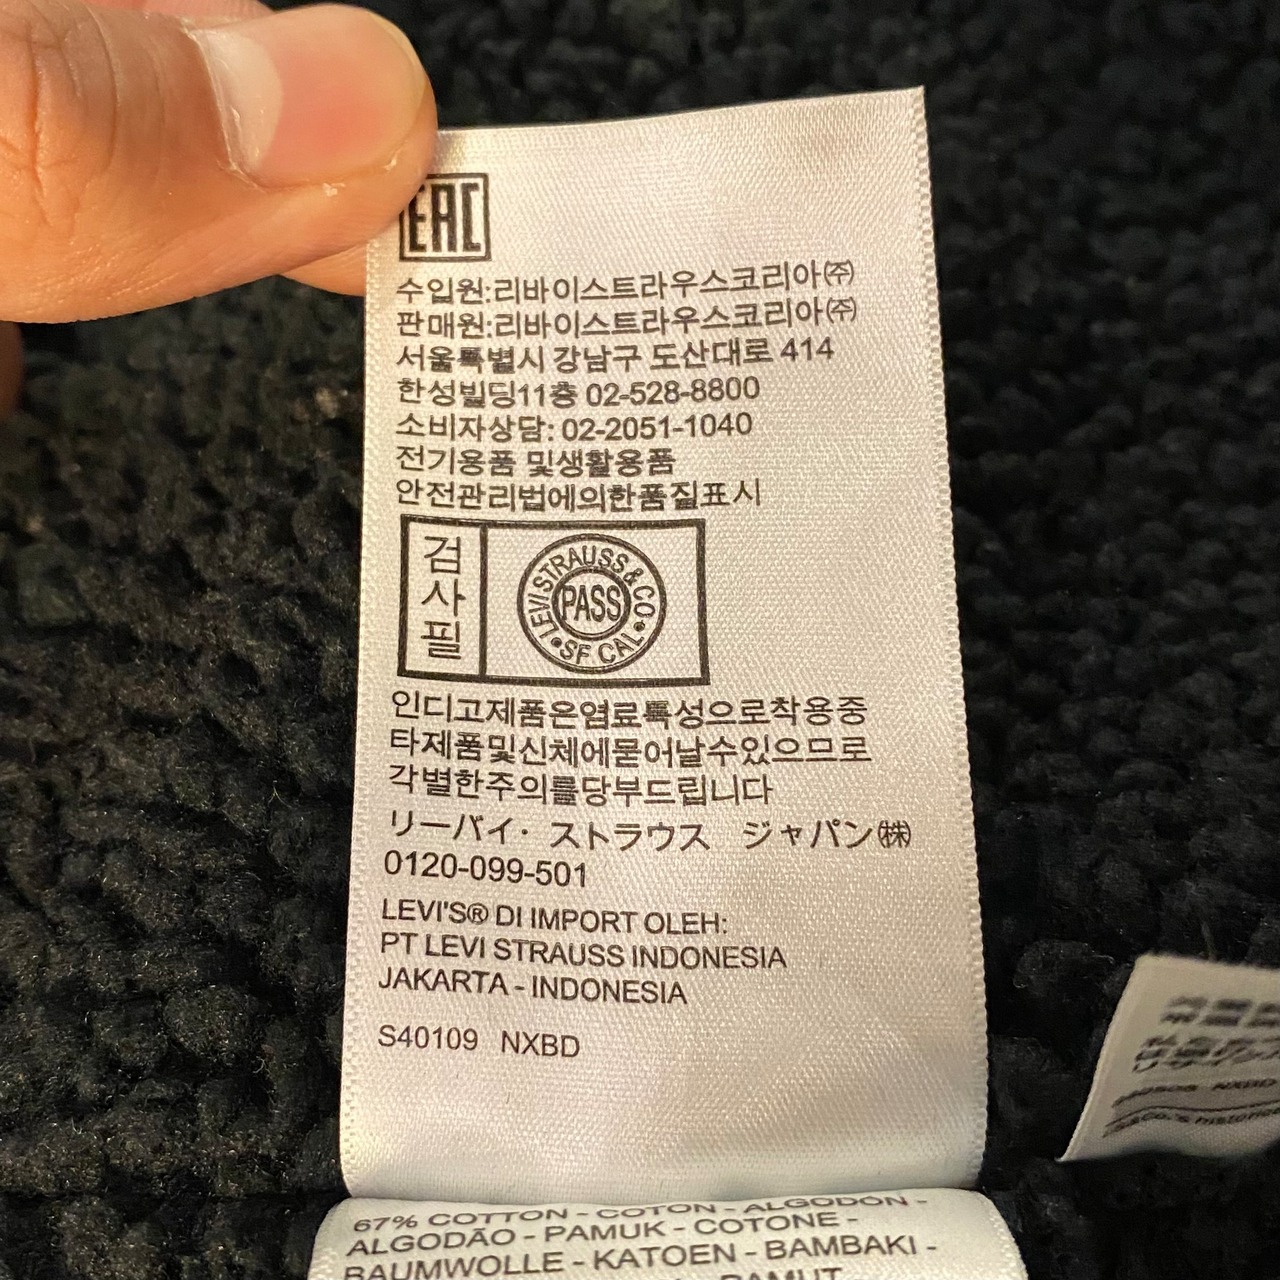 EAC
수입원:리바이스트라우스코리아㈜
판매원:리바이스트라우스코리아㈜
서울특별시 강남구 도산대로 414
한성빌딩11층 02-528-8800
소비자상담: 02-2051-1040
전기용품 및생활용품
안전관리법에의한품질표시
검사필
LEVI STRAUSS & CO
PASS
• SF CAL •
인디고제품은염료특성으로착용중
타제품및신체에묻어날수있으므로
각별한주의를당부드립니다
リーバイ・ストラウス ジャパン㈱
0120-099-501
LEVI'S® DI IMPORT OLEH:
PT LEVI STRAUSS INDONESIA
JAKARTA - INDONESIA
S40109 NXBD
67% COTTON - COTON - ALGODÓN -
ALGODÃO - PAMUK - COTONE -
BAUMWOLLE - KATOEN - BAMBAKI -
NXBD